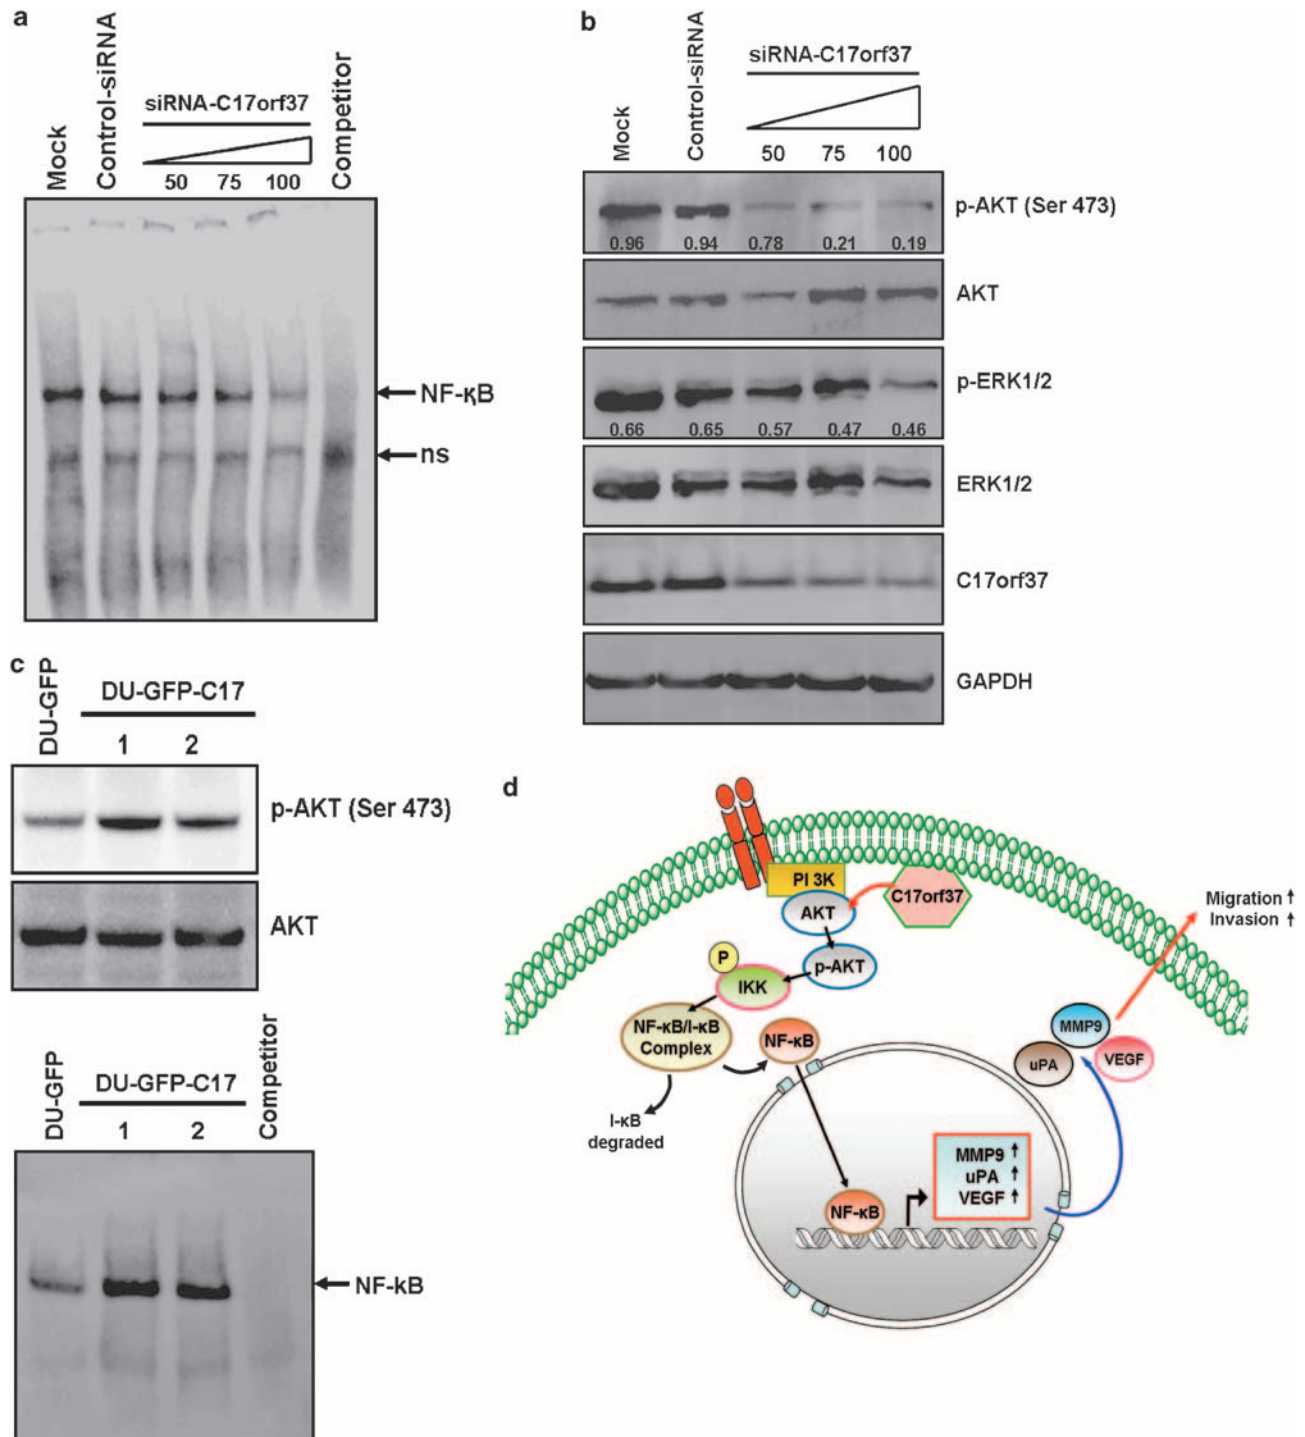 a
Mock
Control-siRNA
siRNA-C17orf37
50 75 100
Competitor
NF-κB
ns
b
Mock
Control-siRNA
siRNA-C17orf37
50 75 100
p-AKT (Ser 473)
0.96 0.94 0.78 0.21 0.19
AKT
p-ERK1/2
0.66 0.65 0.57 0.47 0.46
ERK1/2
C17orf37
GAPDH
c
DU-GFP
DU-GFP-C17
1 2
p-AKT (Ser 473)
AKT
DU-GFP
DU-GFP-C17
1 2
Competitor
NF-kB
d
PI 3K
AKT
C17orf37
p-AKT
P
IKK
NF-κB/I-κB
Complex
NF-κB
I-κB
degraded
NF-κB
MMP9 ↑
uPA ↑
VEGF ↑
MMP9
uPA
VEGF
Migration ↑
Invasion ↑